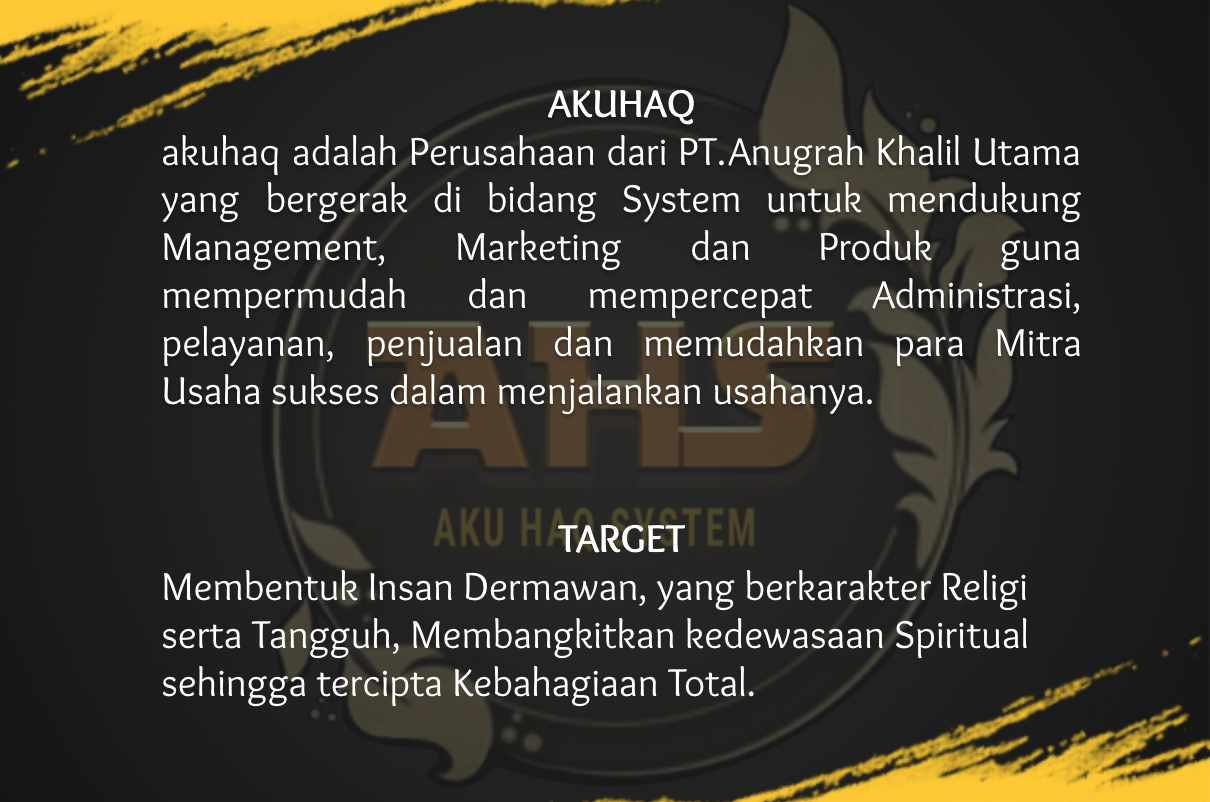 AKUHAQ
akuhaq adalah Perusahaan dari PT.Anugrah Khalil Utama
yang bergerak di bidang System untuk mendukung
Management, Marketing dan Produk guna
mempermudah dan mempercepat Administrasi,
pelayanan, penjualan dan memudahkan para Mitra
Usaha sukses dalam menjalankan usahanya.
AHS
AKU HAQ SYSTEM
TARGET
Membentuk Insan Dermawan, yang berkarakter Religi
serta Tangguh, Membangkitkan kedewasaan Spiritual
sehingga tercipta Kebahagiaan Total.